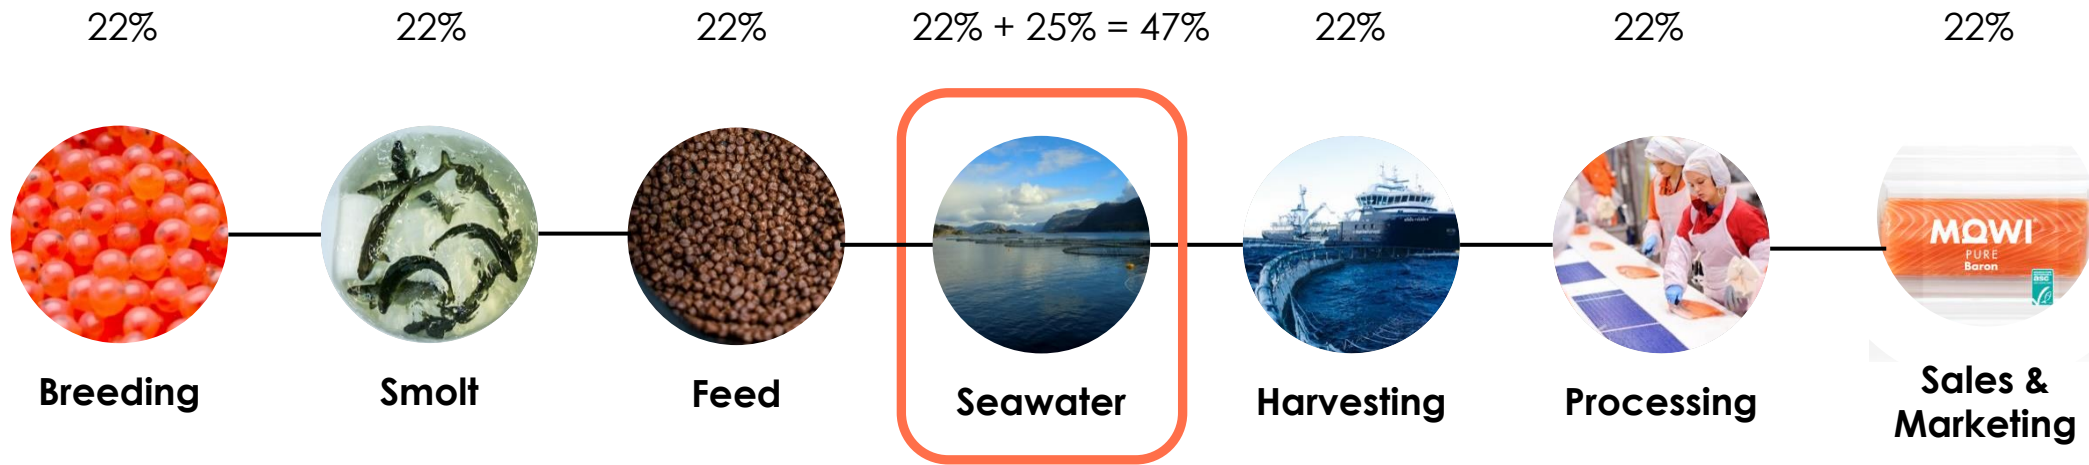 22% 22% 22% 22% + 25% = 47% 22% 22% 22%
MOWI
PURE
Baron
asc
Breeding Smolt Feed Seawater Harvesting Processing Sales &
Marketing